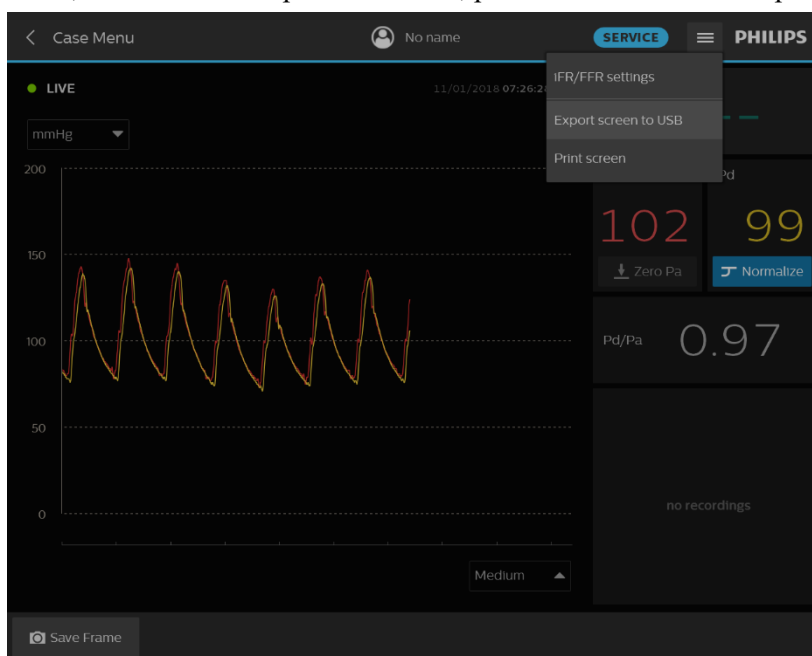 Case Menu
No name
SERVICE
PHILIPS
LIVE
11/01/2018 07:26:2
iFR/FFR settings
Export screen to USB
Print screen
mmHg
200
150
100
50
0
Pd
102
99
Zero Pa
Normalize
Pd/Pa
0.97
no recordings
Medium
Save Frame